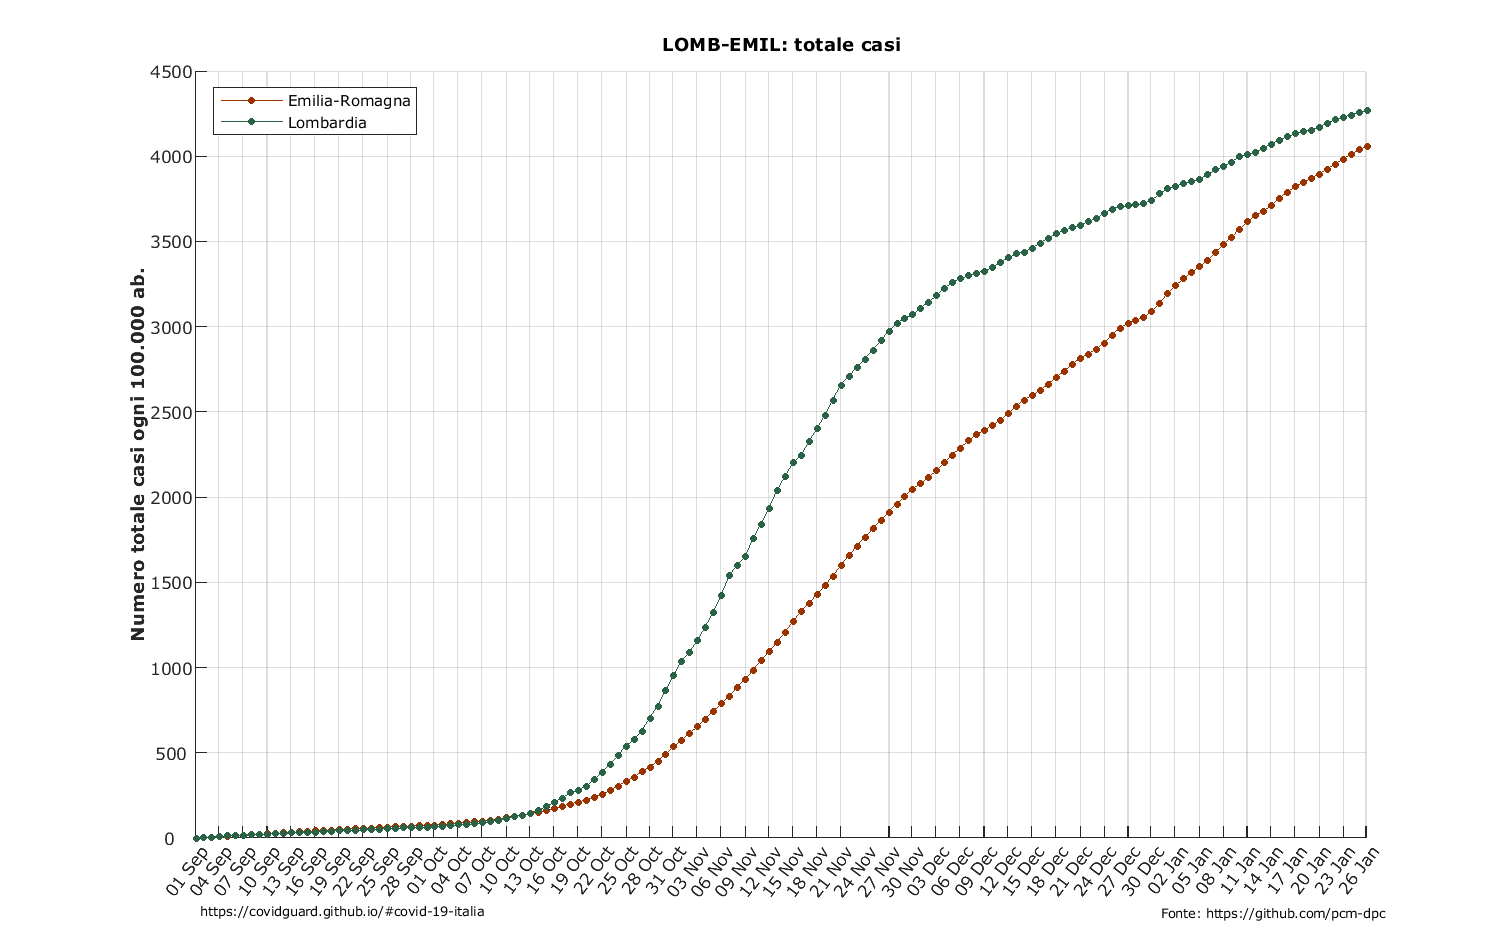 LOMB-EMIL: totale casi
Emilia-Romagna
Lombardia
Numero totale casi ogni 100.000 ab.
4500
4000
3500
3000
2500
2000
1500
1000
500
0
01 Sep
04 Sep
07 Sep
10 Sep
13 Sep
16 Sep
19 Sep
22 Sep
25 Sep
28 Sep
01 Oct
04 Oct
07 Oct
10 Oct
13 Oct
16 Oct
19 Oct
22 Oct
25 Oct
28 Oct
31 Oct
03 Nov
06 Nov
09 Nov
12 Nov
15 Nov
18 Nov
21 Nov
24 Nov
27 Nov
30 Nov
03 Dec
06 Dec
09 Dec
12 Dec
15 Dec
18 Dec
21 Dec
24 Dec
27 Dec
30 Dec
02 Jan
05 Jan
08 Jan
11 Jan
14 Jan
17 Jan
20 Jan
23 Jan
26 Jan
https://covidguard.github.io/#covid-19-italia
Fonte: https://github.com/pcm-dpc